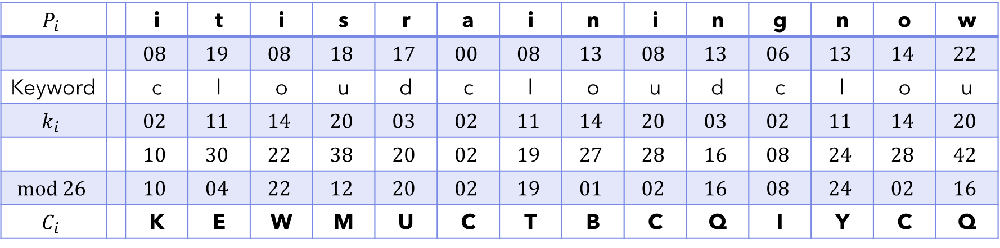 Pᵢ i t i s r a i n i n g n o w
08 19 08 18 17 00 08 13 08 13 06 13 14 22
Keyword c l o u d c l o u d c l o u
kᵢ 02 11 14 20 03 02 11 14 20 03 02 11 14 20
10 30 22 38 20 02 19 27 28 16 08 24 28 42
mod 26 10 04 22 12 20 02 19 01 02 16 08 24 02 16
Cᵢ K E W M U C T B C Q I Y C Q